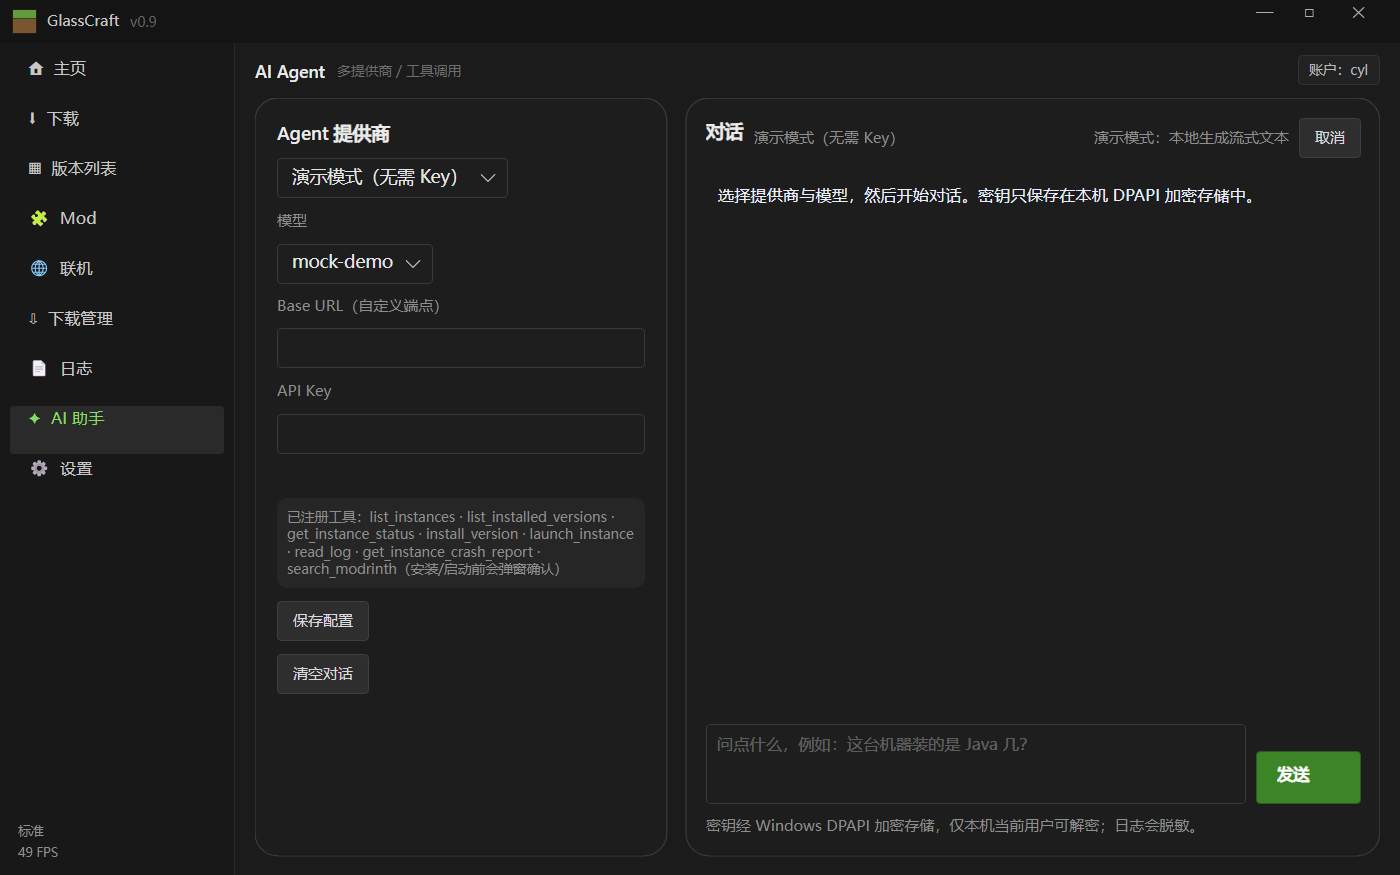 GlassCraft v0.9
主页
下载
版本列表
Mod
联机
下载管理
日志
AI 助手
设置
标准
49 FPS
AI Agent 多提供商 / 工具调用
账户：cyl
Agent 提供商
演示模式（无需 Key）
模型
mock-demo
Base URL（自定义端点）
API Key
已注册工具：list_instances · list_installed_versions ·
get_instance_status · install_version · launch_instance
· read_log · get_instance_crash_report ·
search_modrinth（安装/启动前会弹窗确认）
保存配置
清空对话
对话 演示模式（无需 Key） 演示模式：本地生成流式文本 取消
选择提供商与模型，然后开始对话。密钥只保存在本机 DPAPI 加密存储中。
问点什么，例如：这台机器装的是 Java 几？
发送
密钥经 Windows DPAPI 加密存储，仅本机当前用户可解密；日志会脱敏。